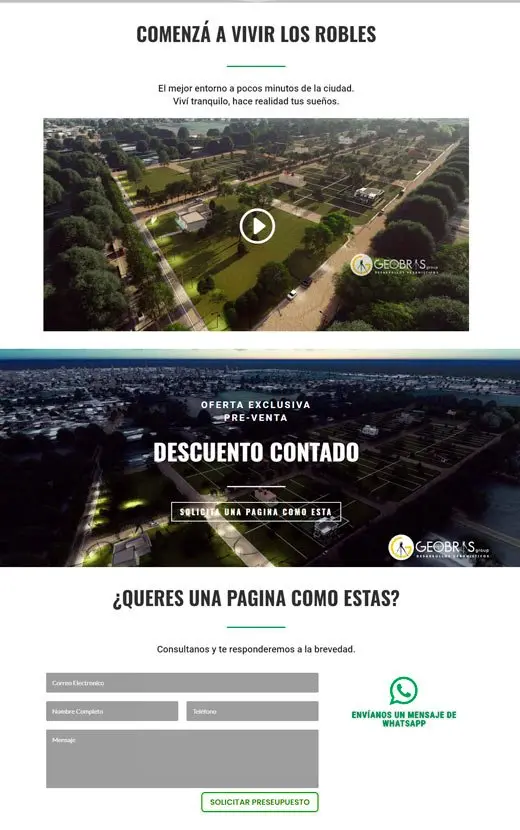 COMENZÁ A VIVIR LOS ROBLES
El mejor entorno a pocos minutos de la ciudad.
Viví tranquilo, hace realidad tus sueños.
GEOBRAS group
DESARROLLOS URBANISTICOS
OFERTA EXCLUSIVA
PRE-VENTA
DESCUENTO CONTADO
SOLICITA UNA PAGINA COMO ESTA
GEOBRAS group
DESARROLLOS URBANISTICOS
¿QUERES UNA PAGINA COMO ESTAS?
Consultanos y te responderemos a la brevedad.
Correo Electronico
Nombre Completo
Teléfono
Mensaje
ENVÍANOS UN MENSAJE DE
WHATSAPP
SOLICITAR PRESEUPUESTO